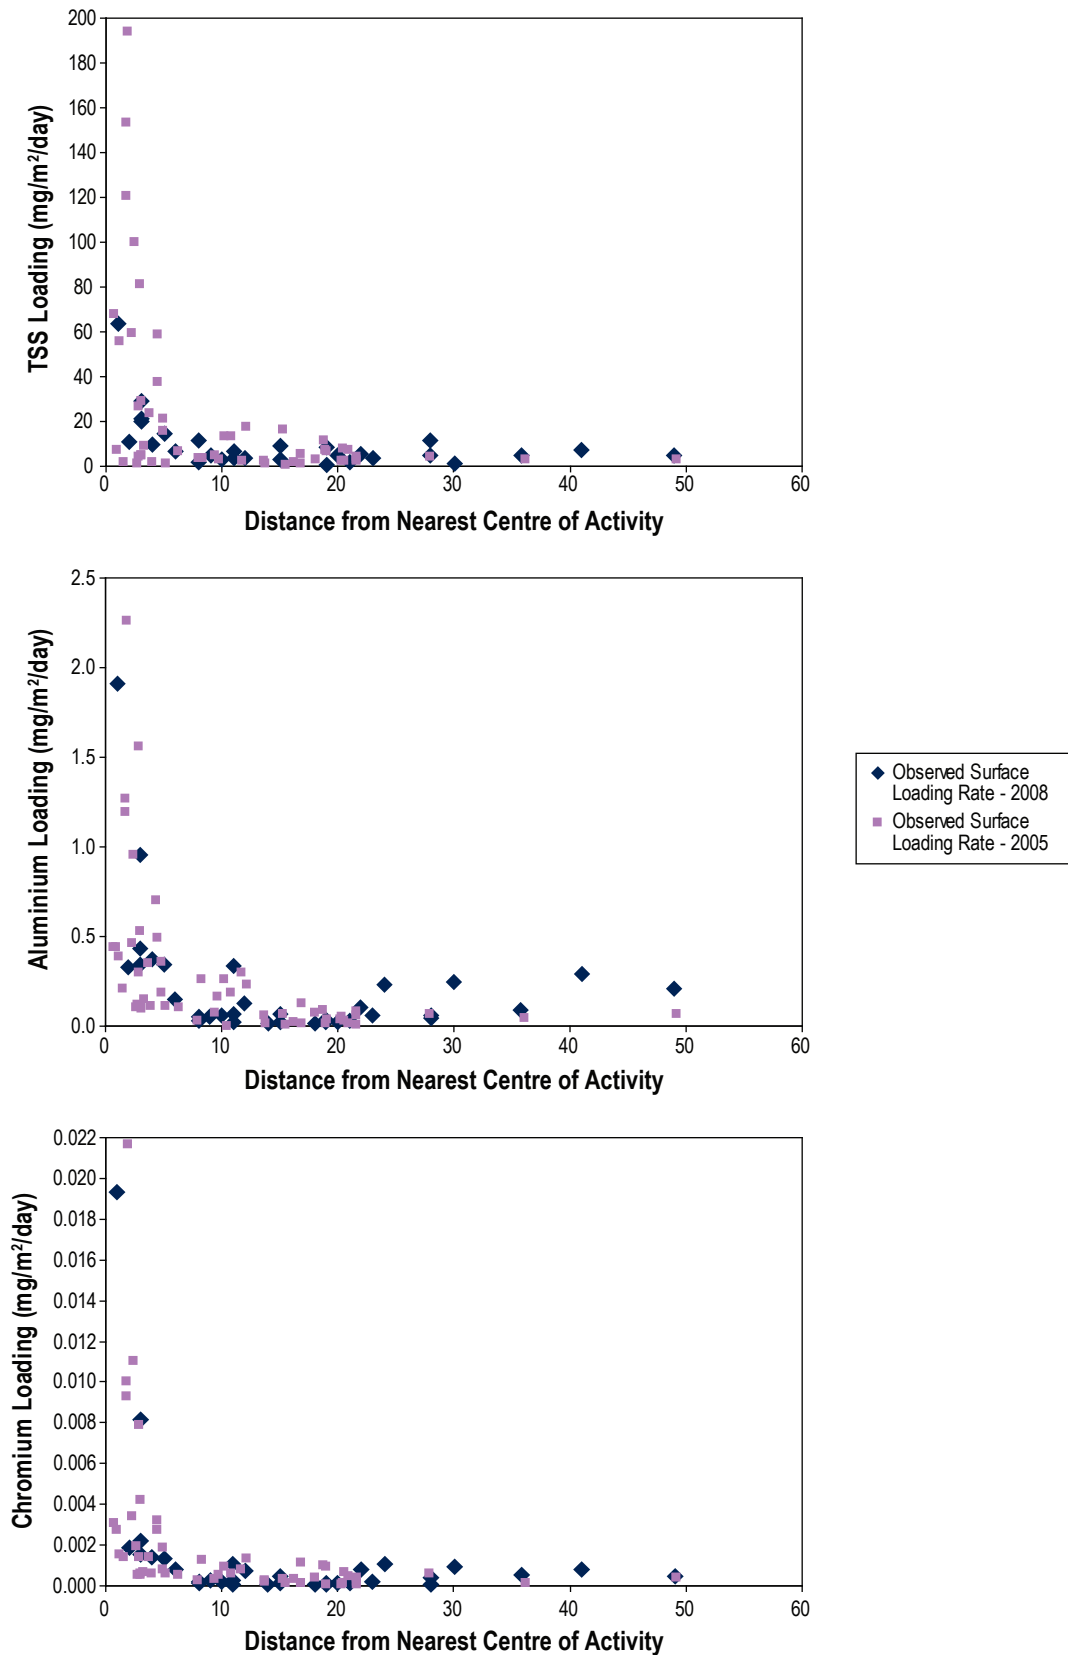 200
180
160
140
120
100
80
60
40
20
0
TSS Loading (mg/m²/day)
0 10 20 30 40 50 60
Distance from Nearest Centre of Activity
2.5
2.0
1.5
1.0
0.5
0.0
Aluminium Loading (mg/m²/day)
0 10 20 30 40 50 60
Distance from Nearest Centre of Activity
Observed Surface
Loading Rate - 2008
Observed Surface
Loading Rate - 2005
0.022
0.020
0.018
0.016
0.014
0.012
0.010
0.008
0.006
0.004
0.002
0.000
Chromium Loading (mg/m²/day)
0 10 20 30 40 50 60
Distance from Nearest Centre of Activity